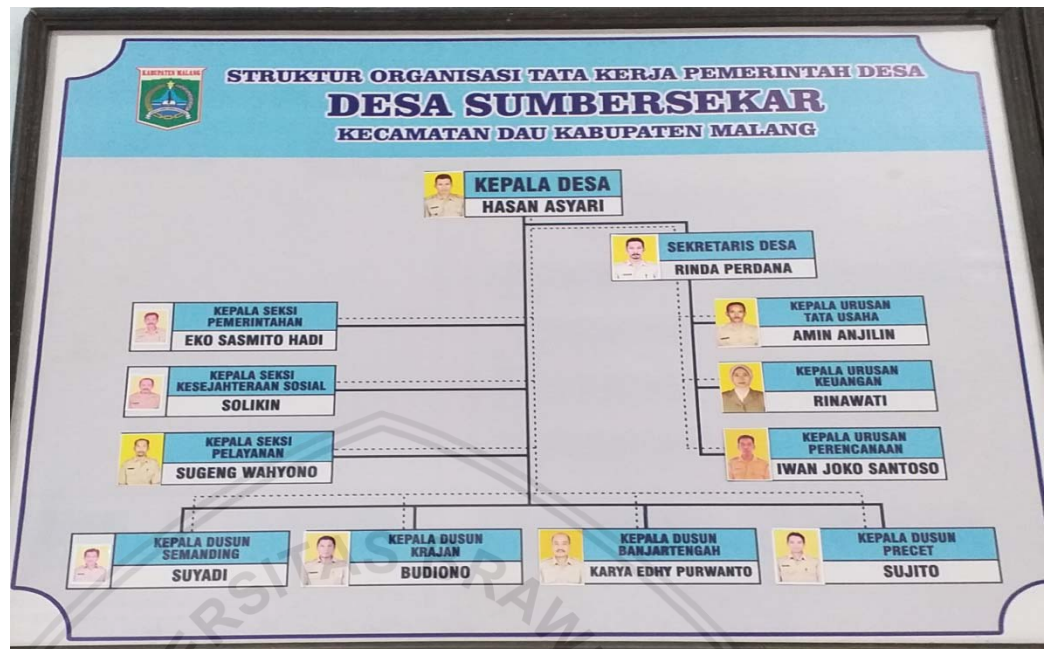 KABUPATEN MALANG
STRUKTUR ORGANISASI TATA KERJA PEMERINTAH DESA
DESA SUMBERSEKAR
KECAMATAN DAU KABUPATEN MALANG
KEPALA DESA
HASAN ASYARI
SEKRETARIS DESA
RINDA PERDANA
KEPALA SEKSI
PEMERINTAHAN
EKO SASMITO HADI
KEPALA URUSAN
TATA USAHA
AMIN ANJILIN
KEPALA SEKSI
KESEJAHTERAAN SOSIAL
SOLIKIN
KEPALA URUSAN
KEUANGAN
RINAWATI
KEPALA SEKSI
PELAYANAN
SUGENG WAHYONO
KEPALA URUSAN
PERENCANAAN
IWAN JOKO SANTOSO
KEPALA DUSUN
SEMANDING
SUYADI
KEPALA DUSUN
KRAJAN
BUDIONO
KEPALA DUSUN
BANJARTENGAH
KARYA EDHY PURWANTO
KEPALA DUSUN
PRECET
SUJITO